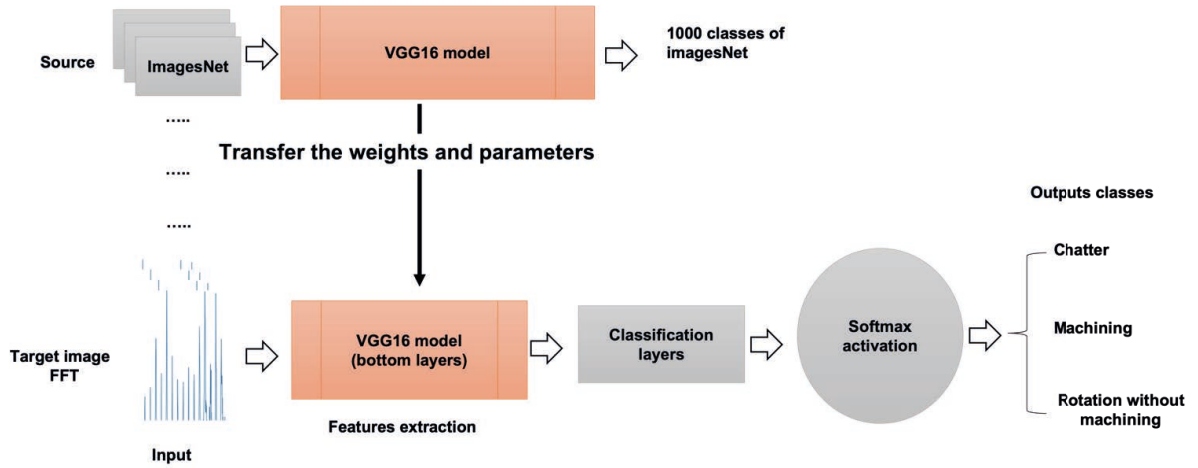 Source
ImagesNet
VGG16 model
1000 classes of
imagesNet
.....
Transfer the weights and parameters
.....
.....
Outputs classes
Chatter
Machining
Rotation without
machining
Target image
FFT
VGG16 model
(bottom layers)
Classification
layers
Softmax
activation
Features extraction
Input